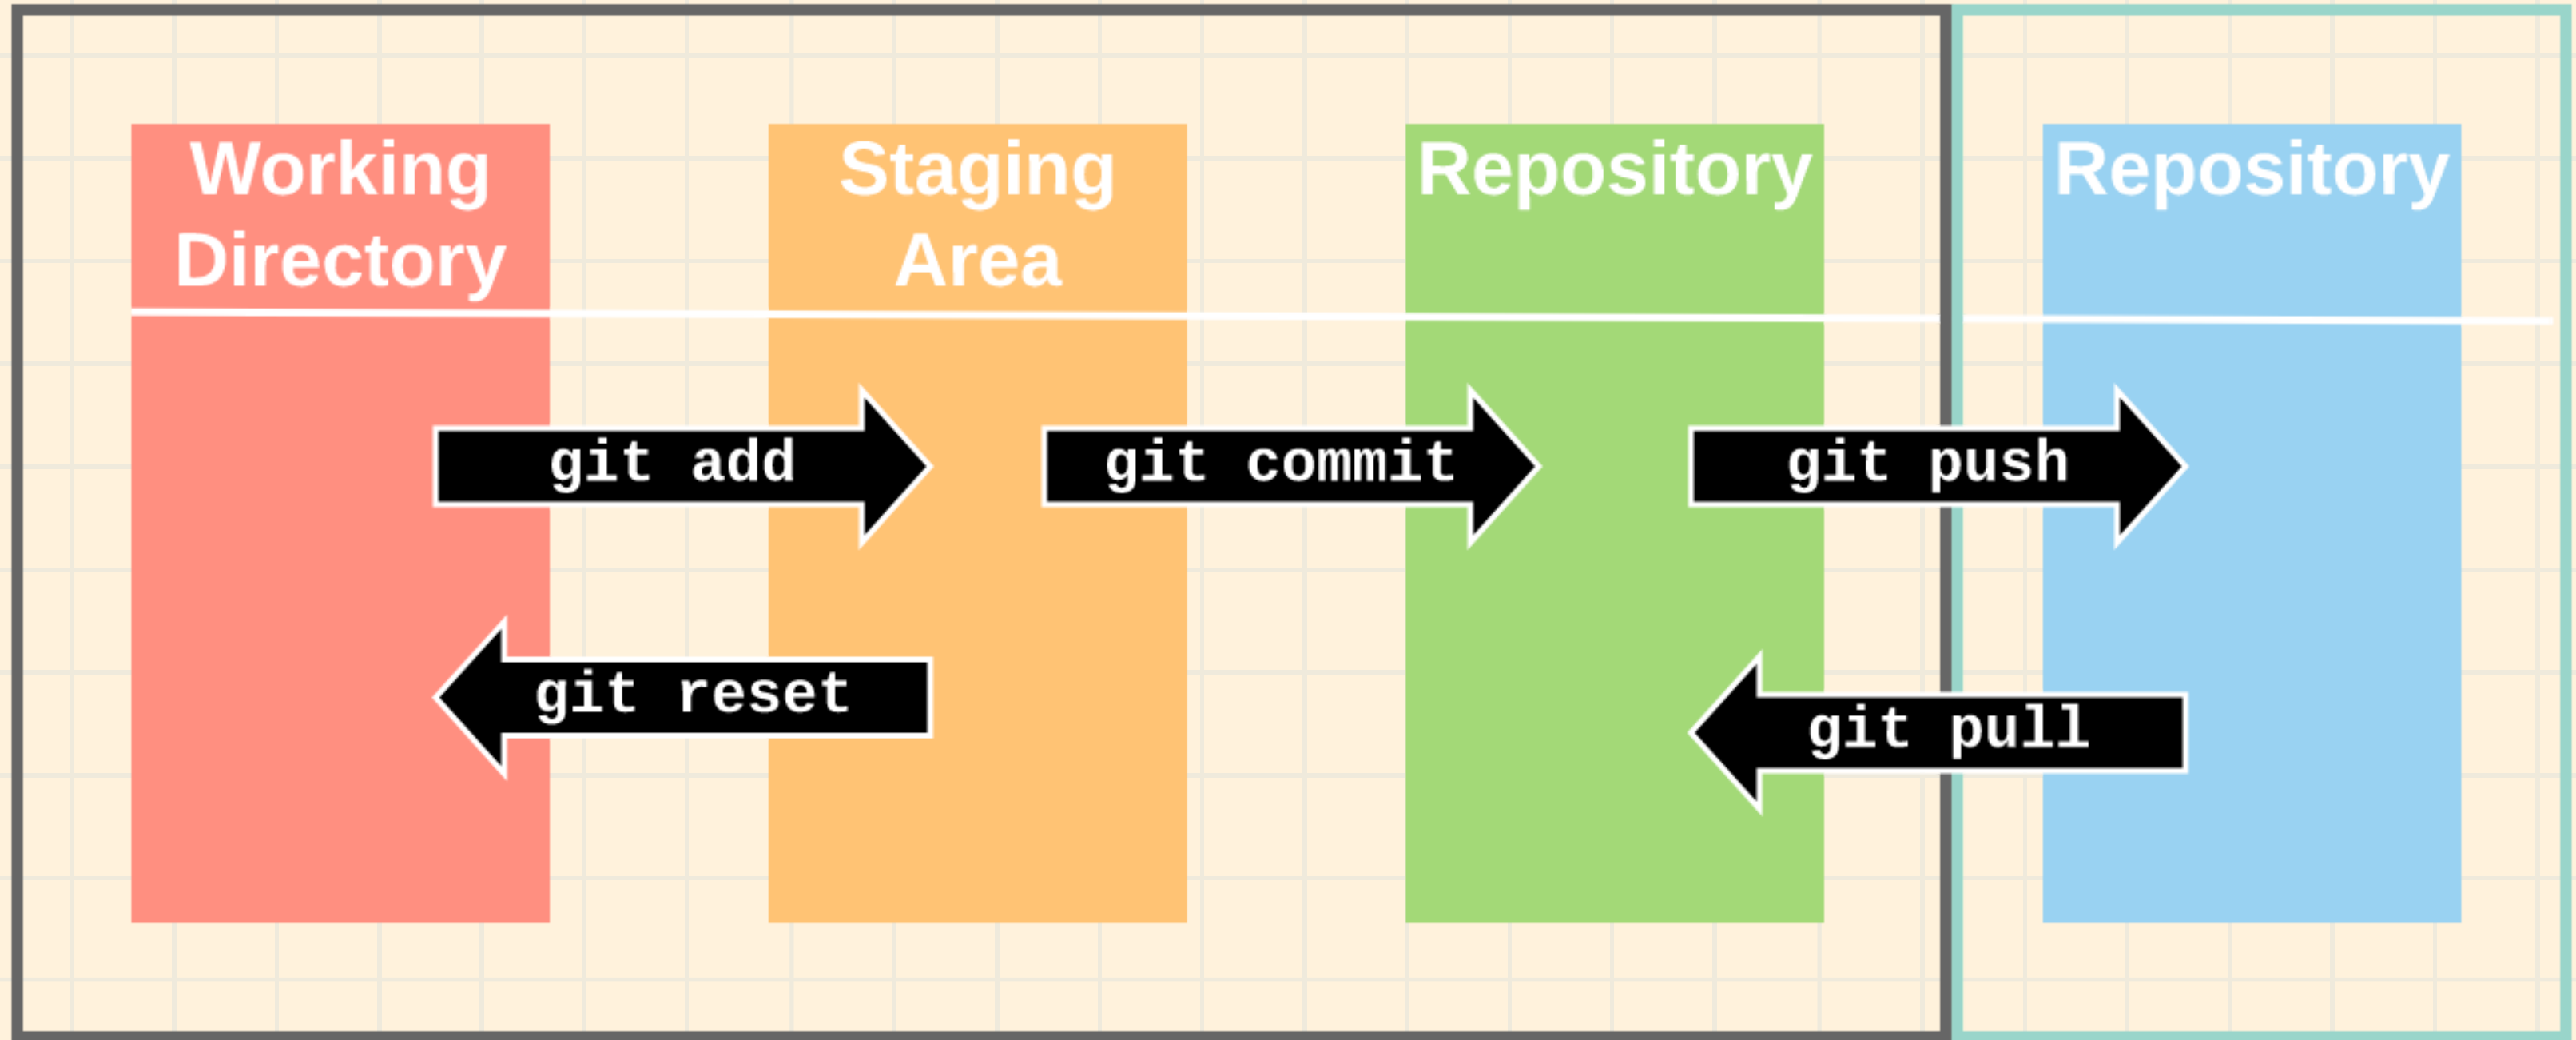 Working
Directory
Staging
Area
Repository
Repository
git add
git commit
git push
git reset
git pull